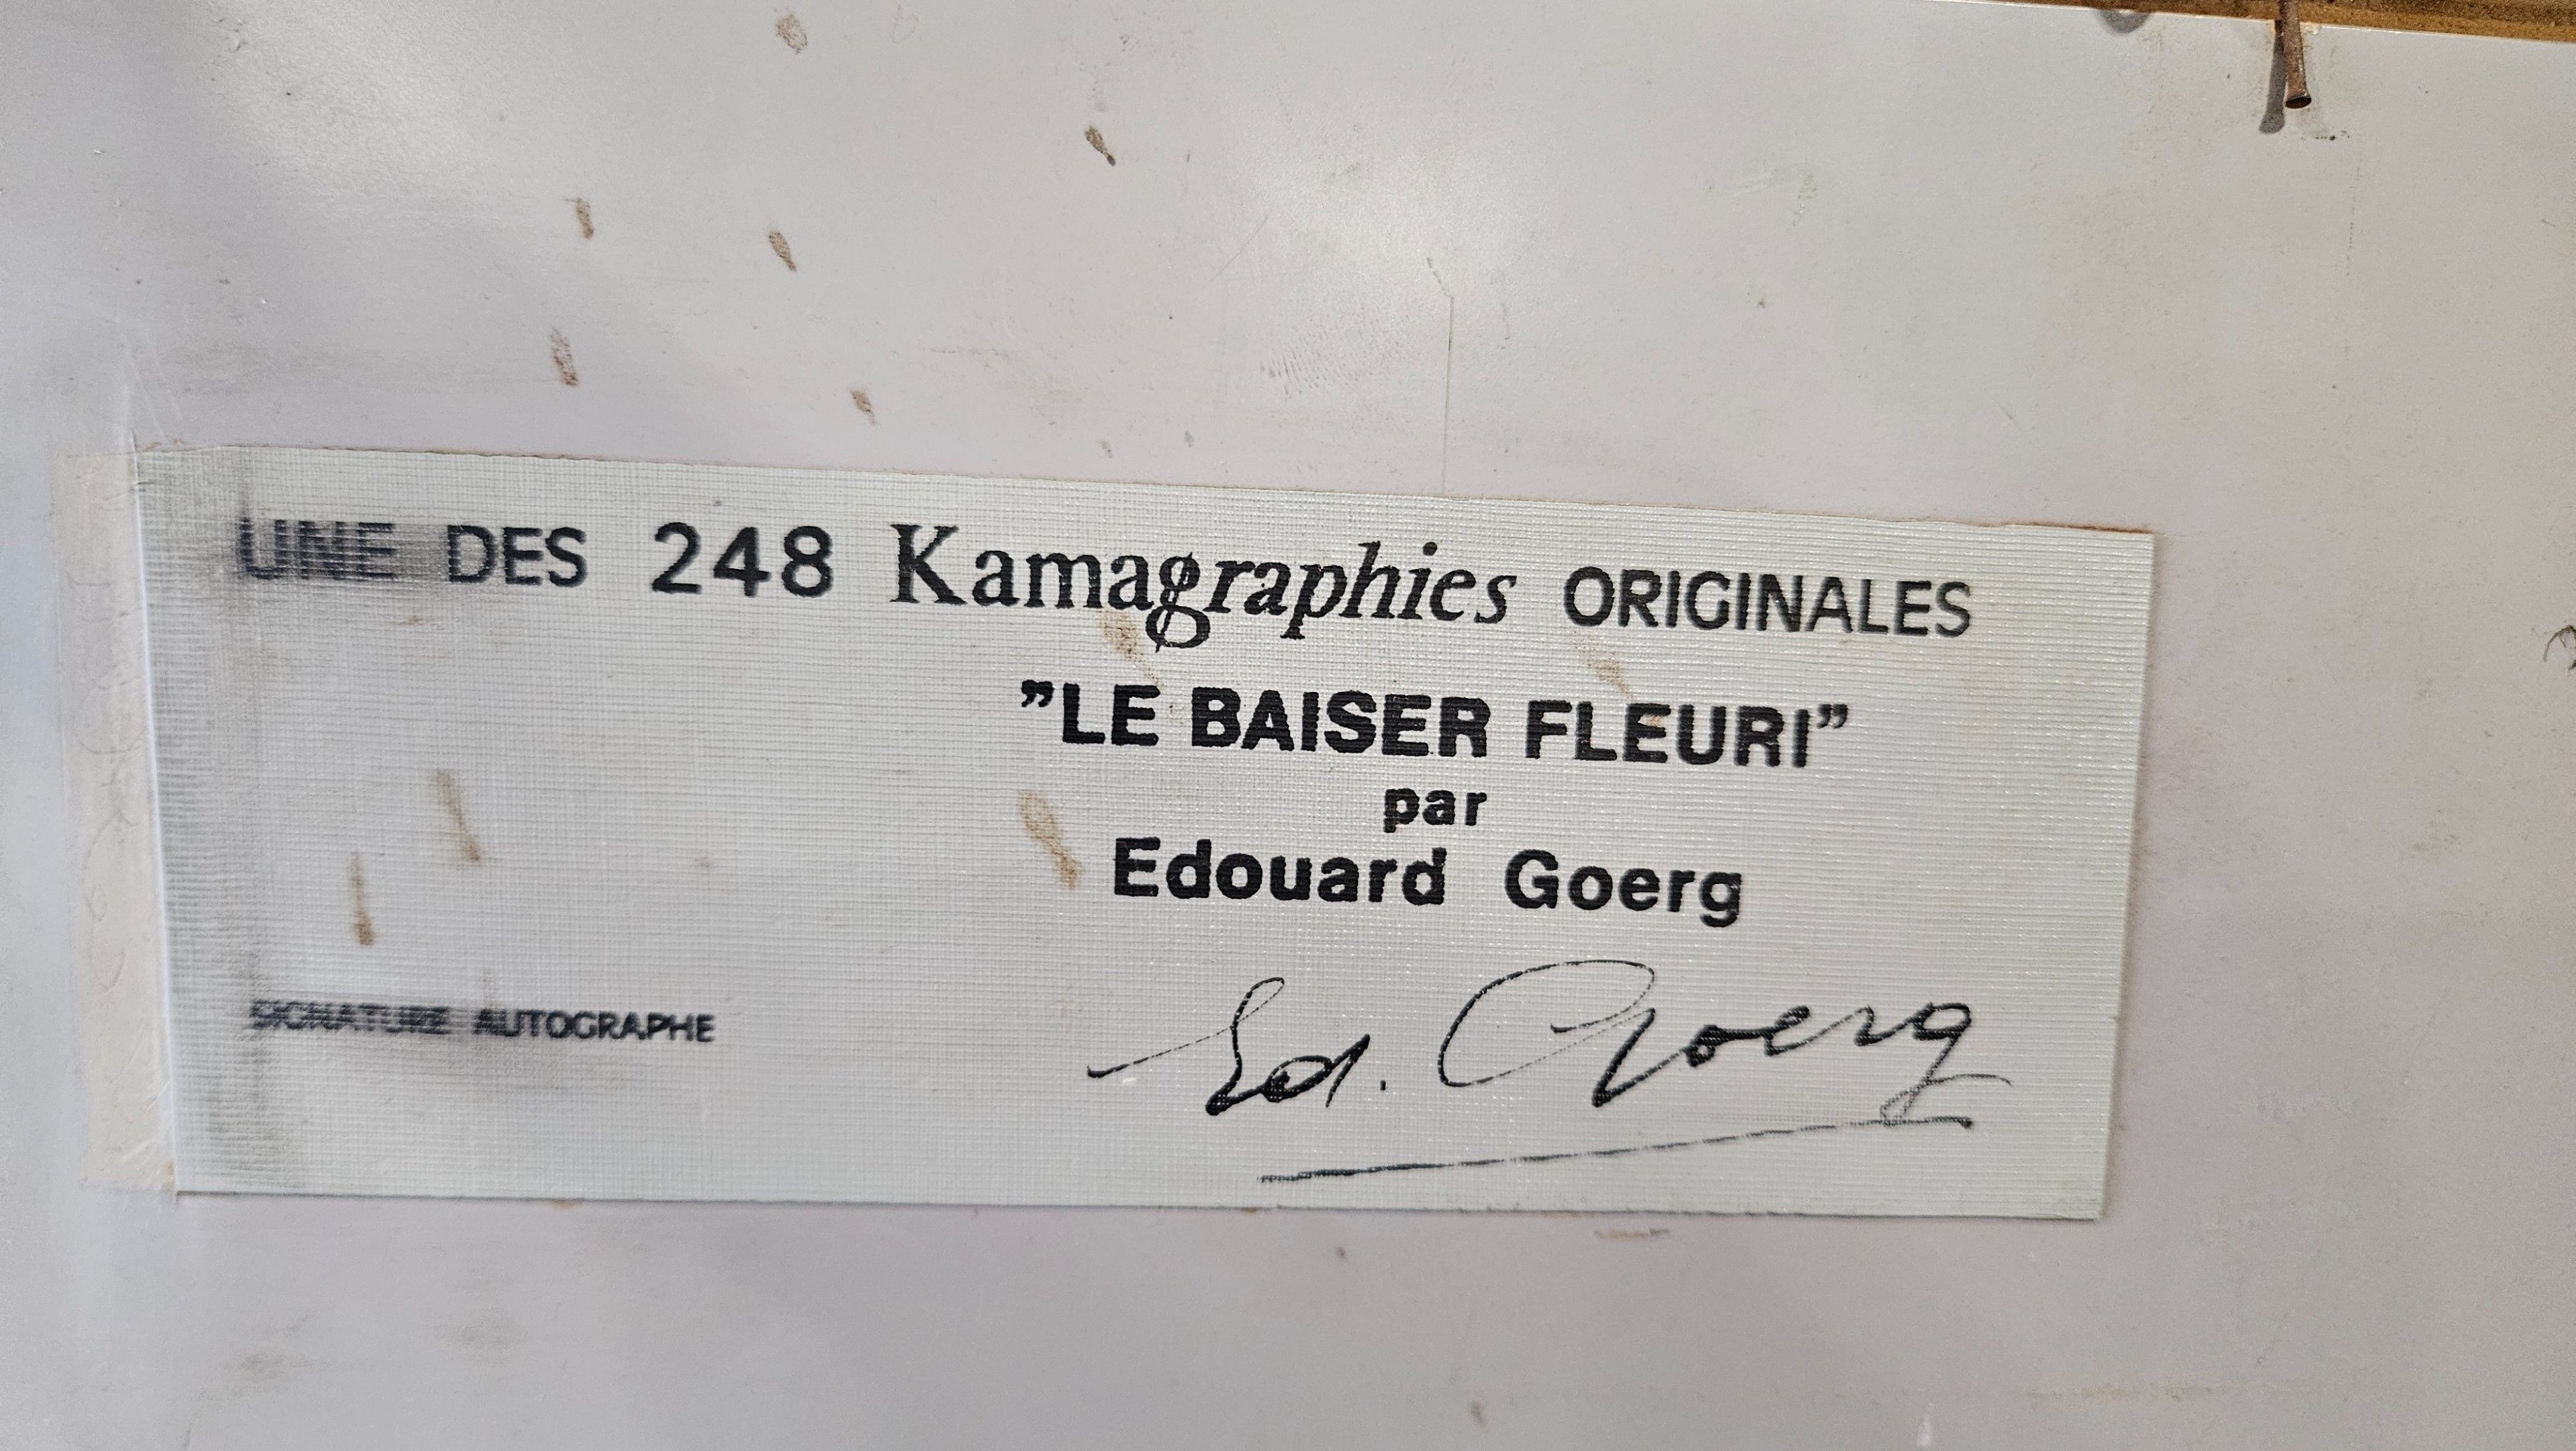 UNE DES 248 Kamagraphies ORIGINALES
”LE BAISER FLEURI”
par
Edouard Goerg
SIGNATURE AUTOGRAPHE
Ed. Goerg